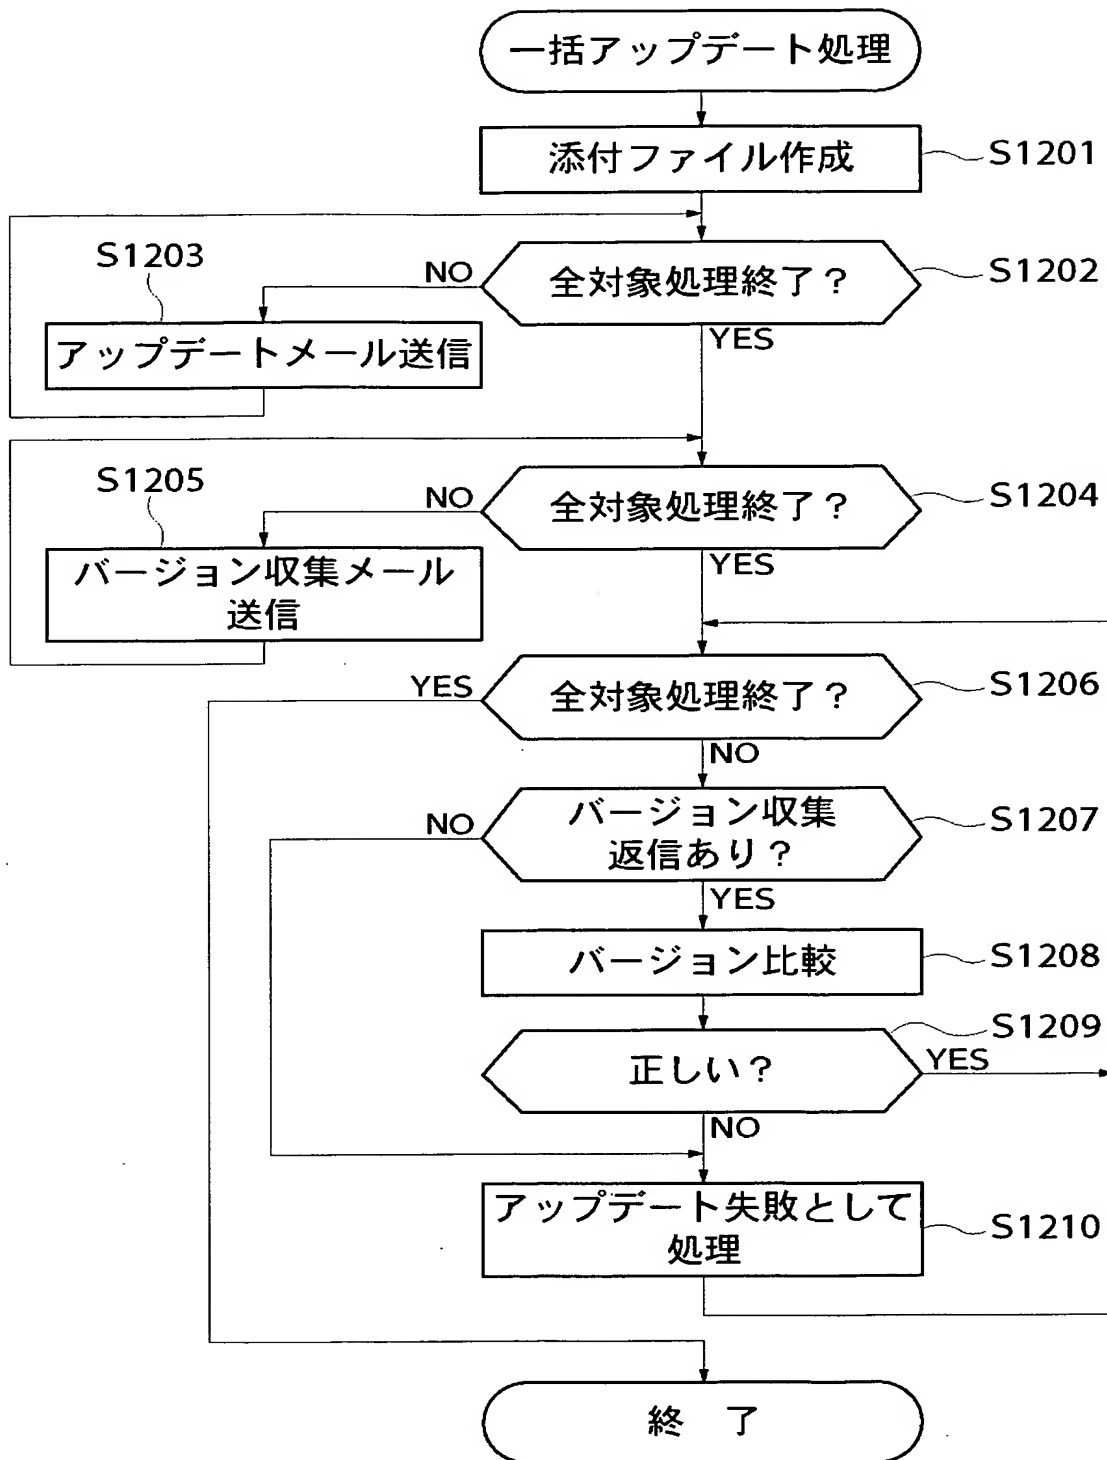 一括アップデート処理
添付ファイル作成
S1201
S1203
NO
全対象処理終了？
S1202
アップデートメール送信
YES
S1205
NO
全対象処理終了？
S1204
バージョン収集メール
送信
YES
YES
全対象処理終了？
S1206
NO
NO
バージョン収集
返信あり？
S1207
YES
バージョン比較
S1208
S1209
正しい？
YES
NO
アップデート失敗として
処理
S1210
終　了